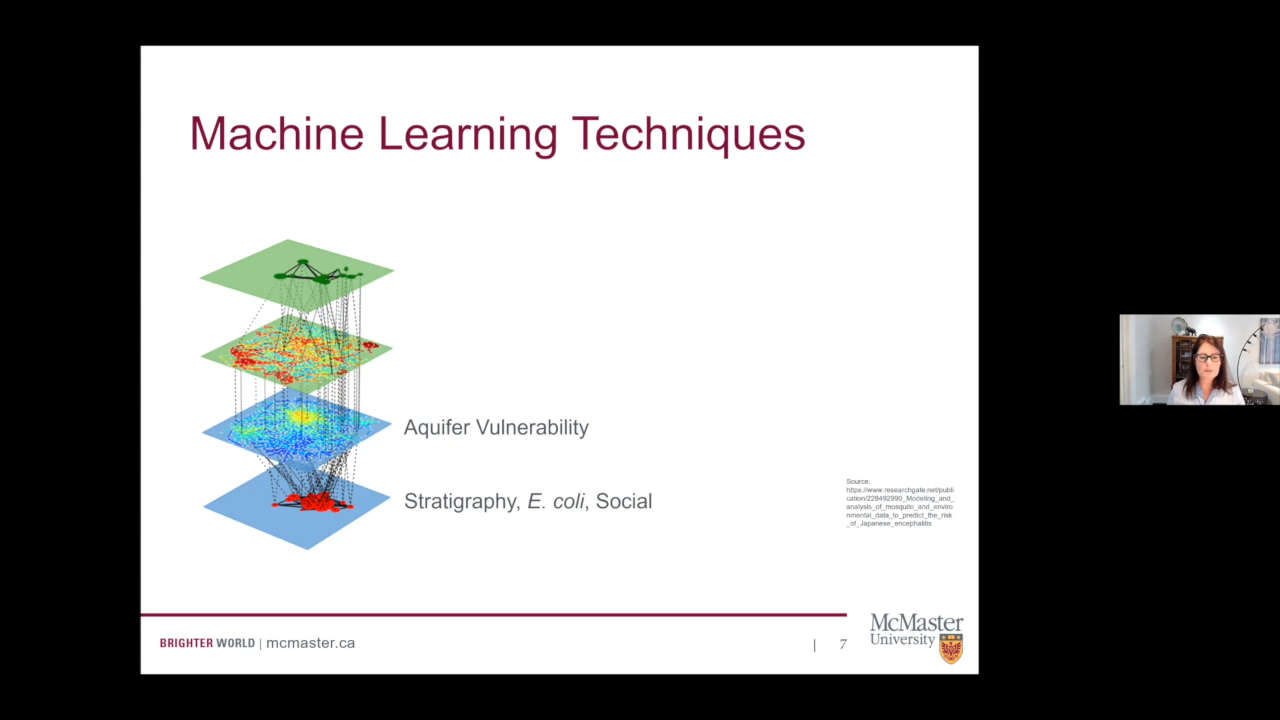 Machine Learning Techniques
Aquifer Vulnerability
Stratigraphy, E. coli, Social
Source:
https://www.researchgate.net/publi
cation/228492990_Modeling_and_
analysis_of_mosquito_and_enviro
nmental_data_to_predict_the_risk
_of_Japanese_encephalitis
BRIGHTER WORLD | mcmaster.ca
| 7
McMaster
University